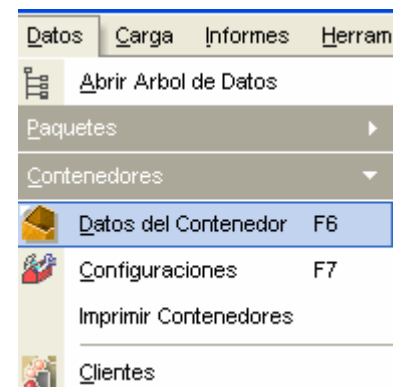 Datos Carga Informes Herram
Abrir Arbol de Datos
Paquetes
Contenedores
Datos del Contenedor F6
Configuraciones F7
Imprimir Contenedores
Clientes